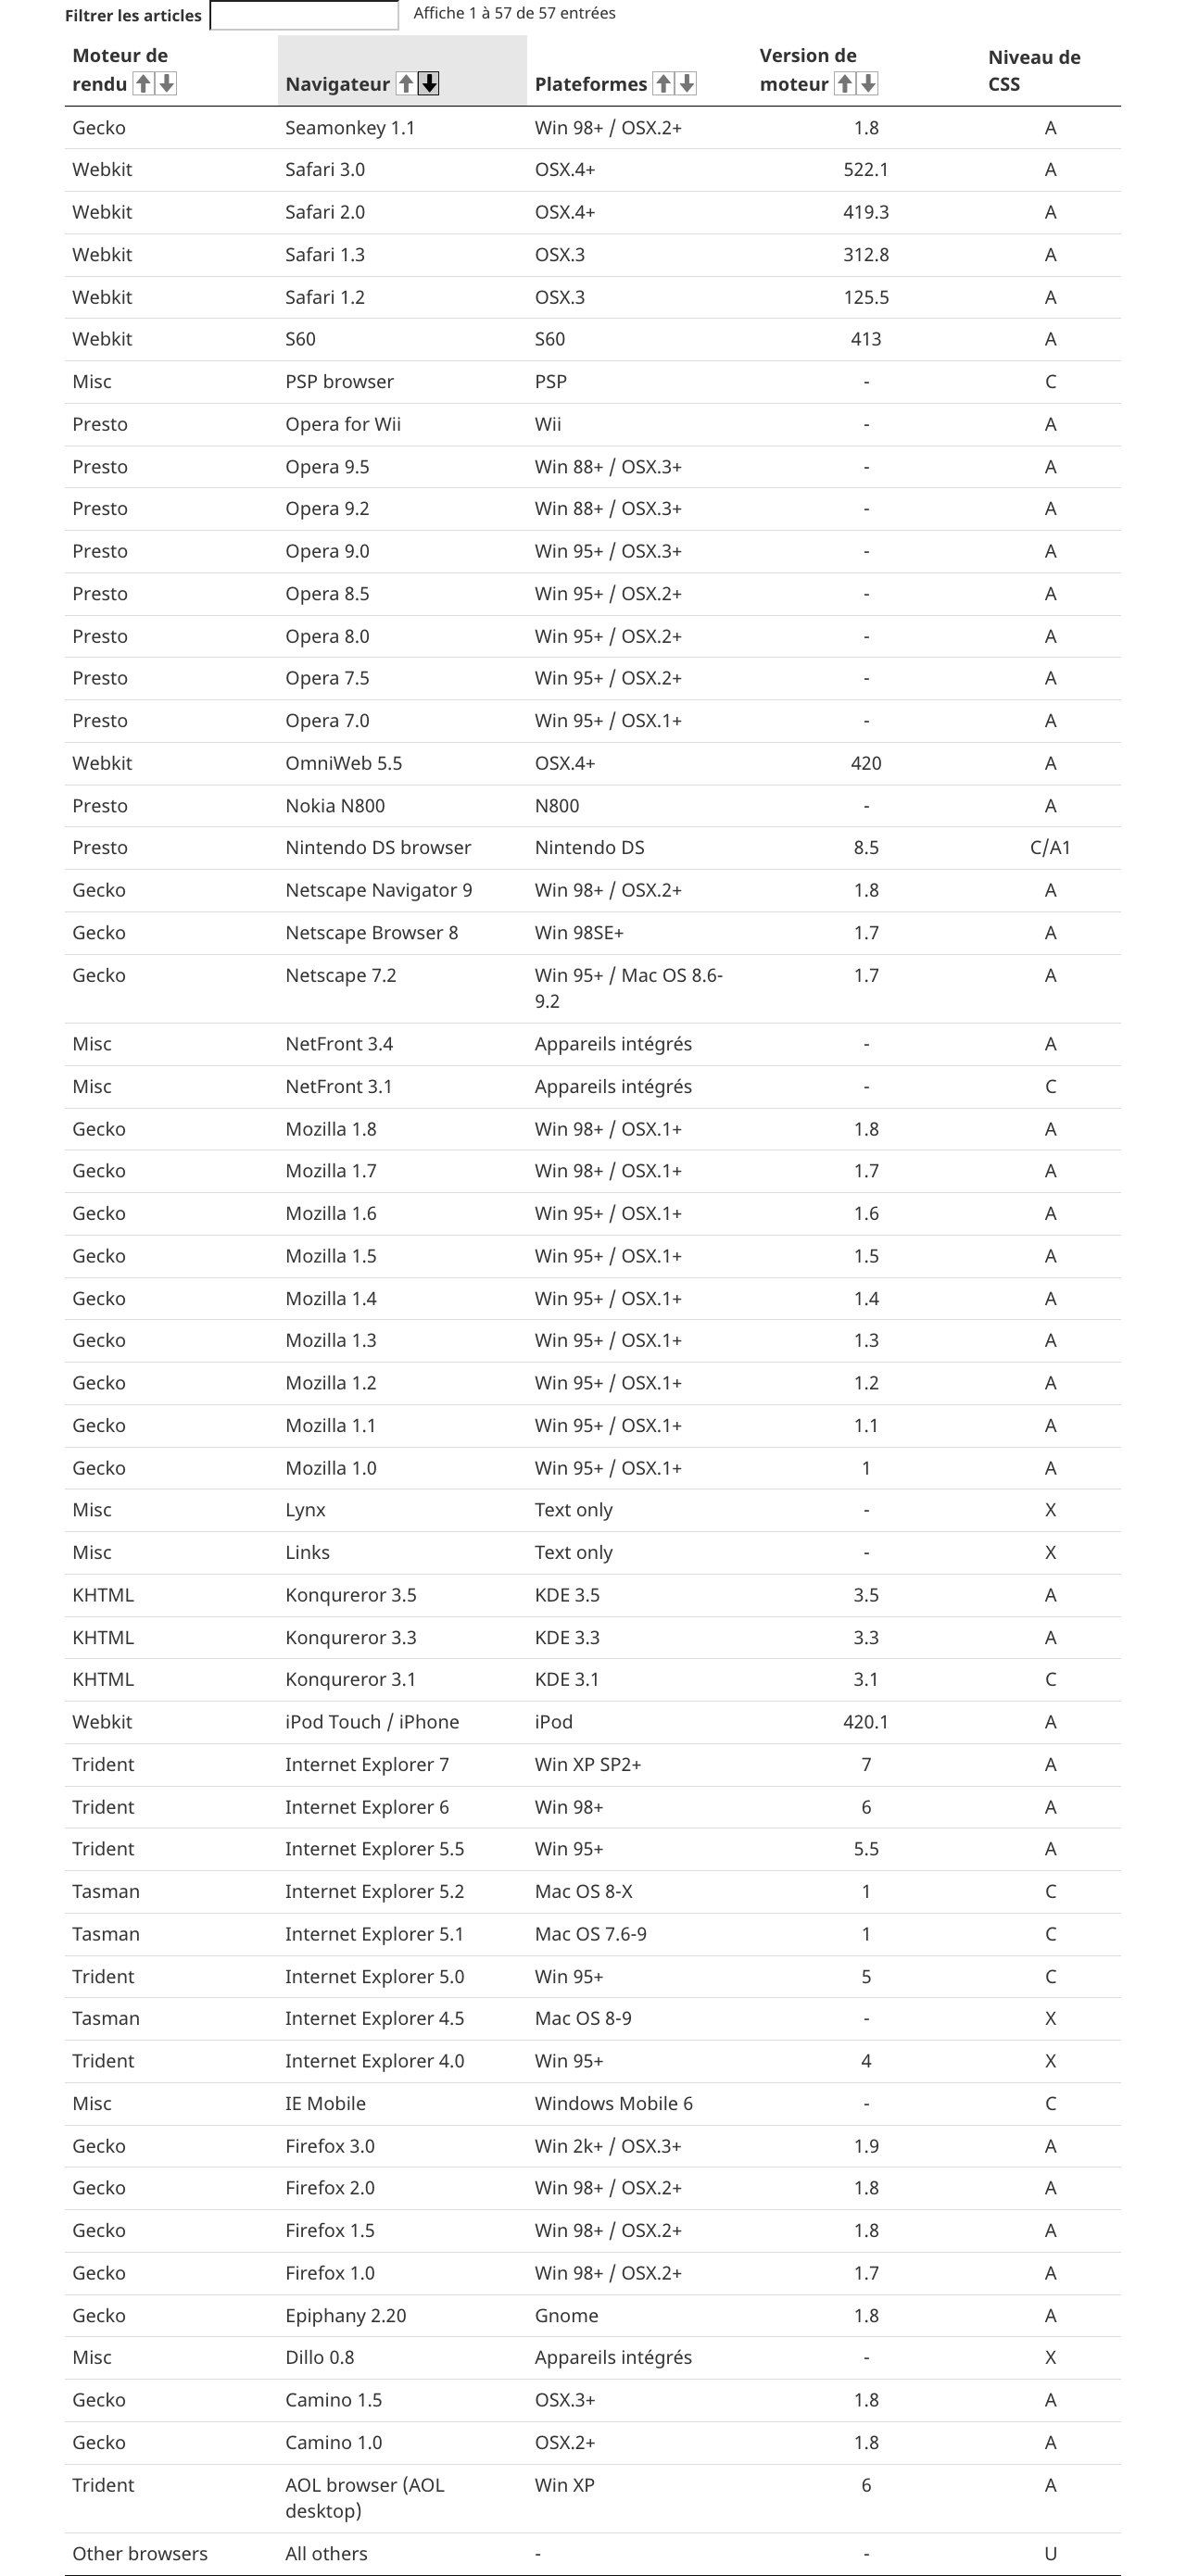 Filtrer les articles Affiche 1 à 57 de 57 entrées
Moteur de rendu Navigateur Plateformes Version de moteur Niveau de CSS
Gecko Seamonkey 1.1 Win 98+ / OSX.2+ 1.8 A
Webkit Safari 3.0 OSX.4+ 522.1 A
Webkit Safari 2.0 OSX.4+ 419.3 A
Webkit Safari 1.3 OSX.3 312.8 A
Webkit Safari 1.2 OSX.3 125.5 A
Webkit S60 S60 413 A
Misc PSP browser PSP - C
Presto Opera for Wii Wii - A
Presto Opera 9.5 Win 88+ / OSX.3+ - A
Presto Opera 9.2 Win 88+ / OSX.3+ - A
Presto Opera 9.0 Win 95+ / OSX.3+ - A
Presto Opera 8.5 Win 95+ / OSX.2+ - A
Presto Opera 8.0 Win 95+ / OSX.2+ - A
Presto Opera 7.5 Win 95+ / OSX.2+ - A
Presto Opera 7.0 Win 95+ / OSX.1+ - A
Webkit OmniWeb 5.5 OSX.4+ 420 A
Presto Nokia N800 N800 - A
Presto Nintendo DS browser Nintendo DS 8.5 C/A1
Gecko Netscape Navigator 9 Win 98+ / OSX.2+ 1.8 A
Gecko Netscape Browser 8 Win 98SE+ 1.7 A
Gecko Netscape 7.2 Win 95+ / Mac OS 8.6- 1.7 A
9.2
Misc NetFront 3.4 Appareils intégrés - A
Misc NetFront 3.1 Appareils intégrés - C
Gecko Mozilla 1.8 Win 98+ / OSX.1+ 1.8 A
Gecko Mozilla 1.7 Win 98+ / OSX.1+ 1.7 A
Gecko Mozilla 1.6 Win 95+ / OSX.1+ 1.6 A
Gecko Mozilla 1.5 Win 95+ / OSX.1+ 1.5 A
Gecko Mozilla 1.4 Win 95+ / OSX.1+ 1.4 A
Gecko Mozilla 1.3 Win 95+ / OSX.1+ 1.3 A
Gecko Mozilla 1.2 Win 95+ / OSX.1+ 1.2 A
Gecko Mozilla 1.1 Win 95+ / OSX.1+ 1.1 A
Gecko Mozilla 1.0 Win 95+ / OSX.1+ 1 A
Misc Lynx Text only - X
Misc Links Text only - X
KHTML Konqureror 3.5 KDE 3.5 3.5 A
KHTML Konqureror 3.3 KDE 3.3 3.3 A
KHTML Konqureror 3.1 KDE 3.1 3.1 C
Webkit iPod Touch / iPhone iPod 420.1 A
Trident Internet Explorer 7 Win XP SP2+ 7 A
Trident Internet Explorer 6 Win 98+ 6 A
Trident Internet Explorer 5.5 Win 95+ 5.5 A
Tasman Internet Explorer 5.2 Mac OS 8-X 1 C
Tasman Internet Explorer 5.1 Mac OS 7.6-9 1 C
Trident Internet Explorer 5.0 Win 95+ 5 C
Tasman Internet Explorer 4.5 Mac OS 8-9 - X
Trident Internet Explorer 4.0 Win 95+ 4 X
Misc IE Mobile Windows Mobile 6 - C
Gecko Firefox 3.0 Win 2k+ / OSX.3+ 1.9 A
Gecko Firefox 2.0 Win 98+ / OSX.2+ 1.8 A
Gecko Firefox 1.5 Win 98+ / OSX.2+ 1.8 A
Gecko Firefox 1.0 Win 98+ / OSX.2+ 1.7 A
Gecko Epiphany 2.20 Gnome 1.8 A
Misc Dillo 0.8 Appareils intégrés - X
Gecko Camino 1.5 OSX.3+ 1.8 A
Gecko Camino 1.0 OSX.2+ 1.8 A
Trident AOL browser (AOL Win XP 6 A
desktop)
Other browsers All others - - U